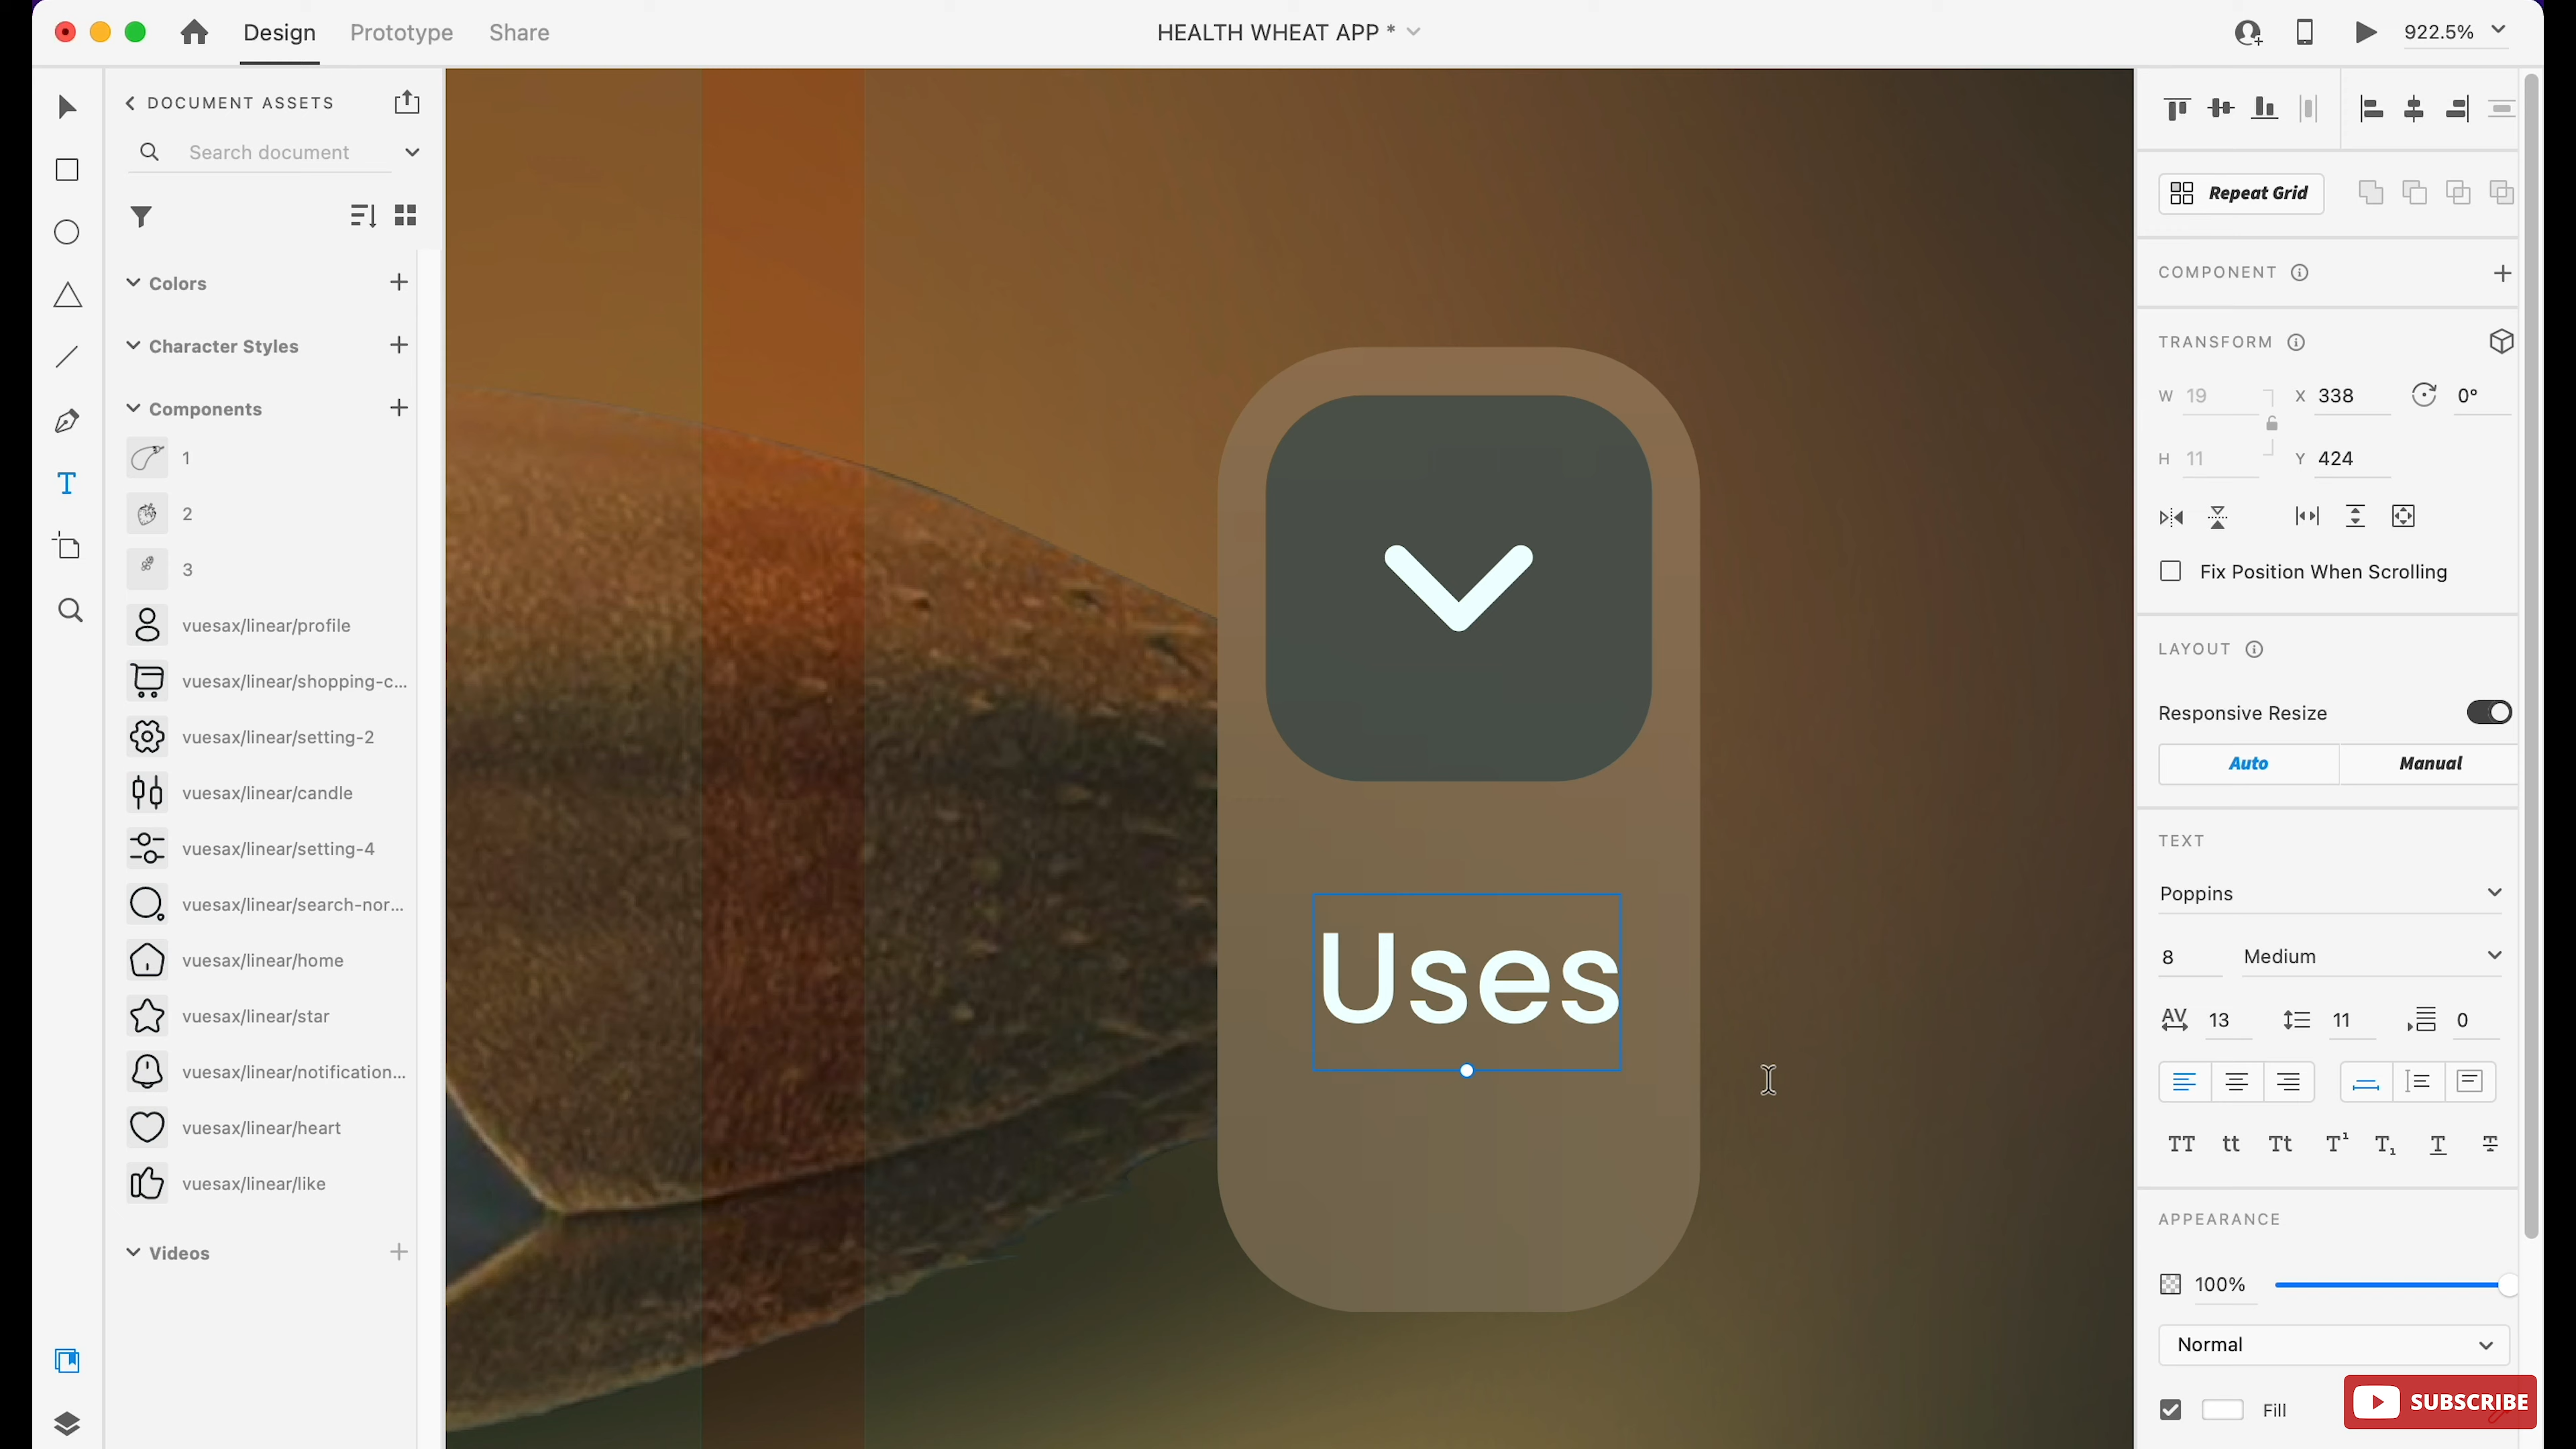 Design Prototype Share HEALTH WHEAT APP * 922.5%
DOCUMENT ASSETS
Search document
Colors
Character Styles
Components
1
2
3
vuesax/linear/profile
vuesax/linear/shopping-c...
vuesax/linear/setting-2
vuesax/linear/candle
vuesax/linear/setting-4
vuesax/linear/search-nor...
vuesax/linear/home
vuesax/linear/star
vuesax/linear/notification...
vuesax/linear/heart
vuesax/linear/like
Videos
Uses
Repeat Grid
COMPONENT
TRANSFORM
W 19 X 338 0°
H 11 Y 424
Fix Position When Scrolling
LAYOUT
Responsive Resize
Auto Manual
TEXT
Poppins
8 Medium
AV 13 11 0
TT tt Tt T¹ T₁ T T
APPEARANCE
100%
Normal
Fill
SUBSCRIBE